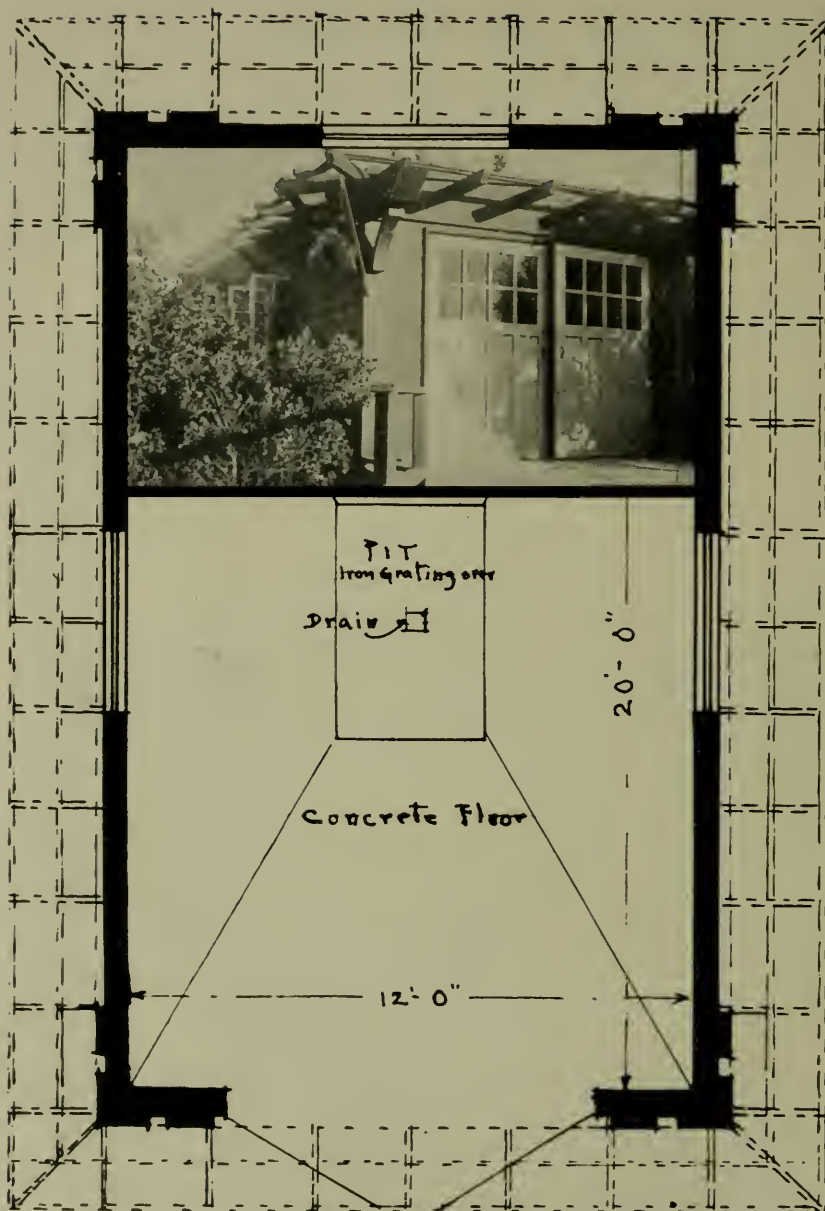 PIT
Iron Grating over
Drain
20'-0"
Concrete Floor
12'-0"